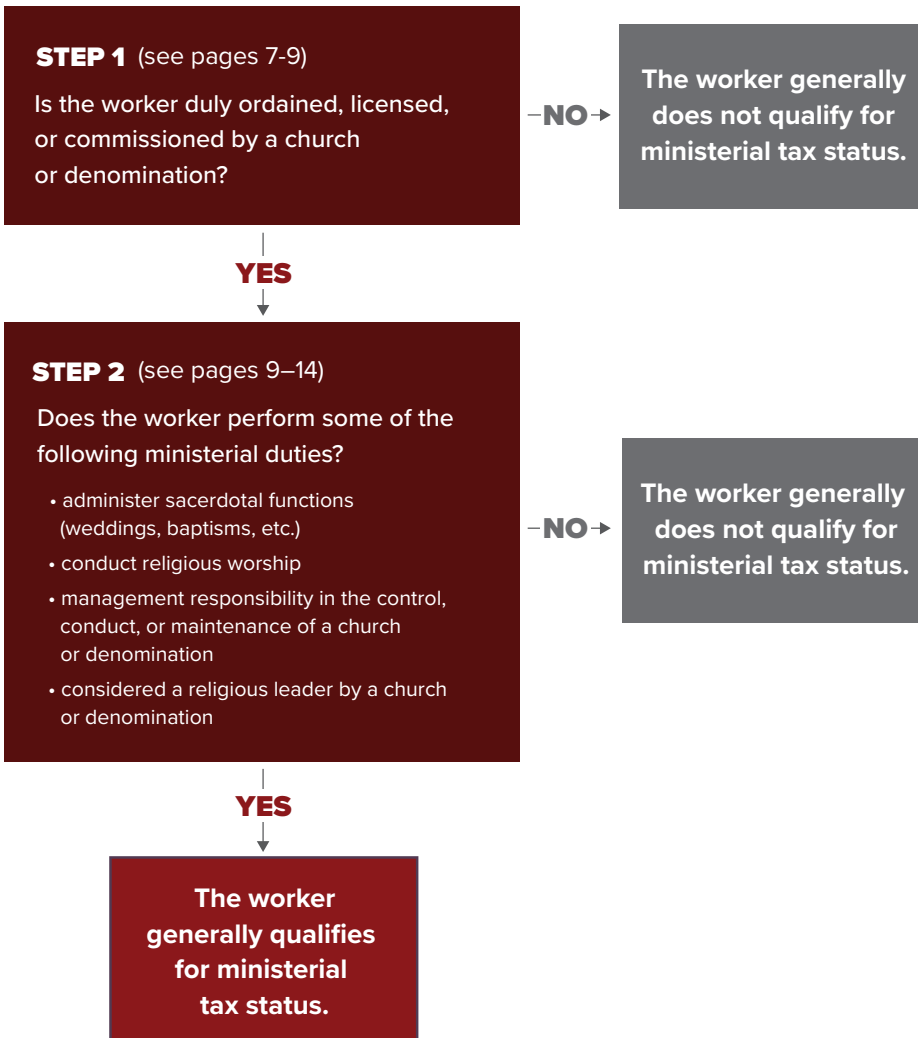 STEP 1 (see pages 7-9)
Is the worker duly ordained, licensed,
or commissioned by a church
or denomination?
NO
The worker generally
does not qualify for
ministerial tax status.
YES
STEP 2 (see pages 9–14)
Does the worker perform some of the
following ministerial duties?
• administer sacerdotal functions
(weddings, baptisms, etc.)
• conduct religious worship
• management responsibility in the control,
conduct, or maintenance of a church
or denomination
• considered a religious leader by a church
or denomination
NO
The worker generally
does not qualify for
ministerial tax status.
YES
The worker
generally qualifies
for ministerial
tax status.